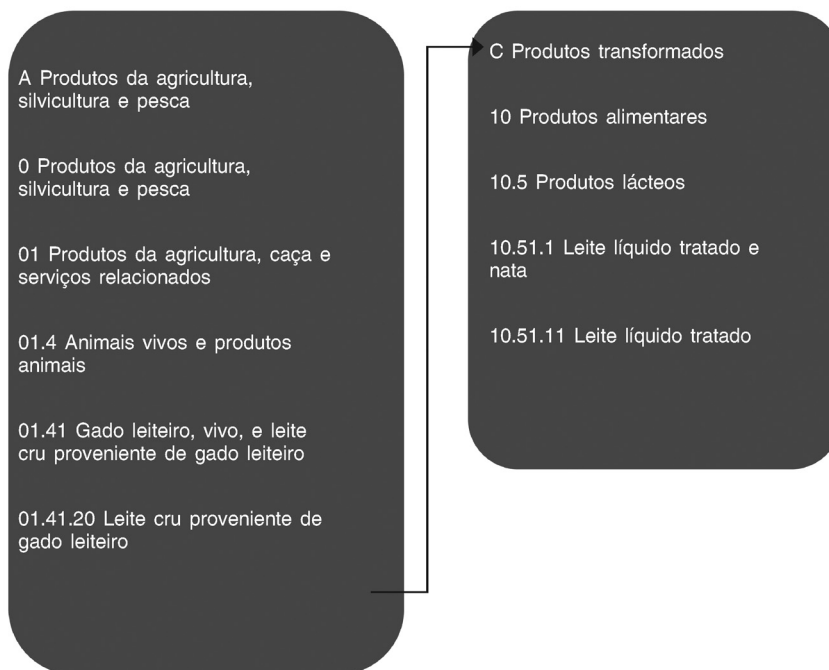 A Produtos da agricultura,
silvicultura e pesca
0 Produtos da agricultura,
silvicultura e pesca
01 Produtos da agricultura, caça e
serviços relacionados
01.4 Animais vivos e produtos
animais
01.41 Gado leiteiro, vivo, e leite
cru proveniente de gado leiteiro
01.41.20 Leite cru proveniente de
gado leiteiro
C Produtos transformados
10 Produtos alimentares
10.5 Produtos lácteos
10.51.1 Leite líquido tratado e
nata
10.51.11 Leite líquido tratado